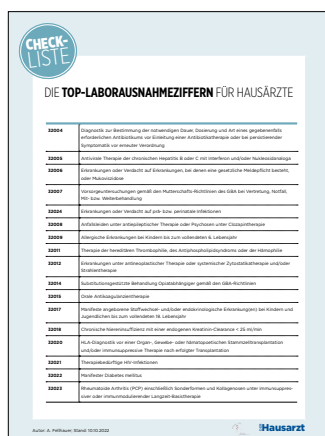 CHECK-
LISTE
DIE TOP-LABORAUSNAHMEZIFFERN FÜR HAUSÄRZTE
32004 Diagnostik zur Bestimmung der notwendigen Dauer, Dosierung und Art eines gegebenenfalls
erforderlichen Antibiotikums vor Einleitung einer Antibiotikatherapie oder bei persistierender
Symptomatik vor erneuter Verordnung
32005 Antivirale Therapie der chronischen Hepatitis B oder C mit Interferon und/oder Nukleosidanaloga
32006 Erkrankungen oder Verdacht auf Erkrankungen, bei denen eine gesetzliche Meldepflicht besteht,
oder Mukoviszidose
32007 Vorsorgeuntersuchungen gemäß den Mutterschafts-Richtlinien des GBA bei Vertretung, Notfall,
Mit- bzw. Weiterbehandlung
32024 Erkrankungen oder Verdacht auf prä- bzw. perinatale Infektionen
32008 Anfallsleiden unter antiepileptischer Therapie oder Psychosen unter Clozapintherapie
32009 Allergische Erkrankungen bei Kindern bis zum vollendeten 6. Lebensjahr
32011 Therapie der hereditären Thrombophilie, des Antiphospholipidsyndroms oder der Hämophilie
32012 Erkrankungen unter antineoplastischer Therapie oder systemischer Zytostatikatherapie und/oder
Strahlentherapie
32014 Substitutionsgestützte Behandlung Opiatabhängiger gemäß den GBA-Richtlinien
32015 Orale Antikoagulanzientherapie
32017 Manifeste angeborene Stoffwechsel- und/oder endokrinologische Erkrankung(en) bei Kindern und
Jugendlichen bis zum vollendeten 18. Lebensjahr
32018 Chronische Niereninsuffizienz mit einer endogenen Kreatinin-Clearance < 25 ml/min
32020 HLA-Diagnostik vor einer Organ-, Gewebe- oder hämatopoetischen Stammzelltransplantation
und/oder immunsuppressive Therapie nach erfolgter Transplantation
32021 Therapiebedürftige HIV-Infektionen
32022 Manifester Diabetes mellitus
32023 Rheumatoide Arthritis (PCP) einschließlich Sonderformen und Kollagenosen unter immunsuppres-
siver oder immunmodulierender Langzeit-Basistherapie
Autor: A. Pelllauer; Stand: 10.10.2022
Hausarzt